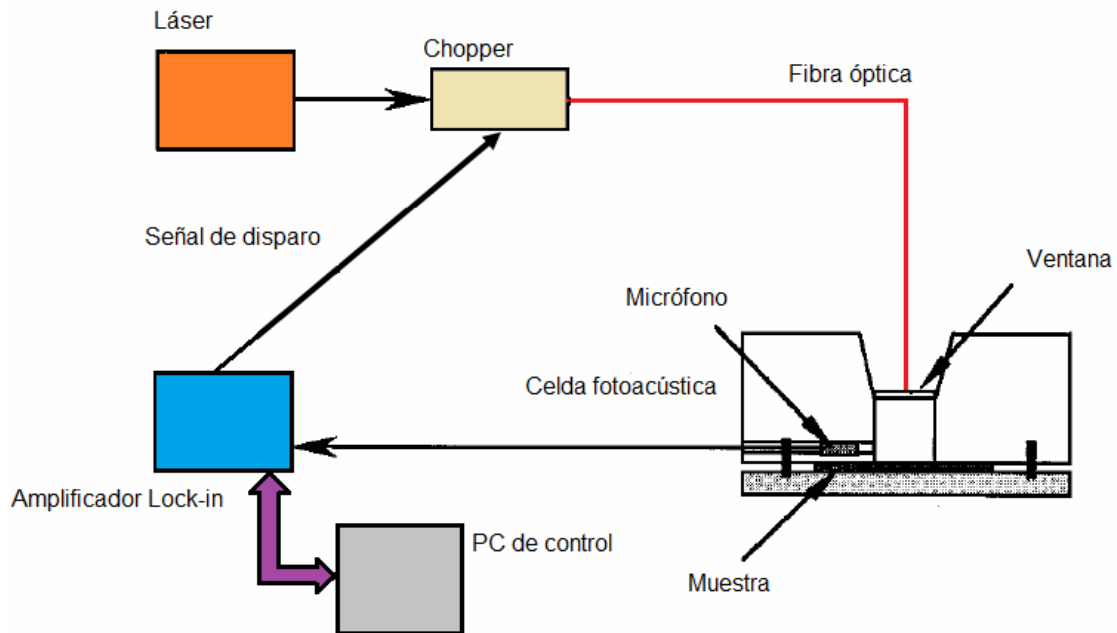 Láser
Chopper
Fibra óptica
Señal de disparo
Ventana
Micrófono
Celda fotoacústica
Amplificador Lock-in
PC de control
Muestra